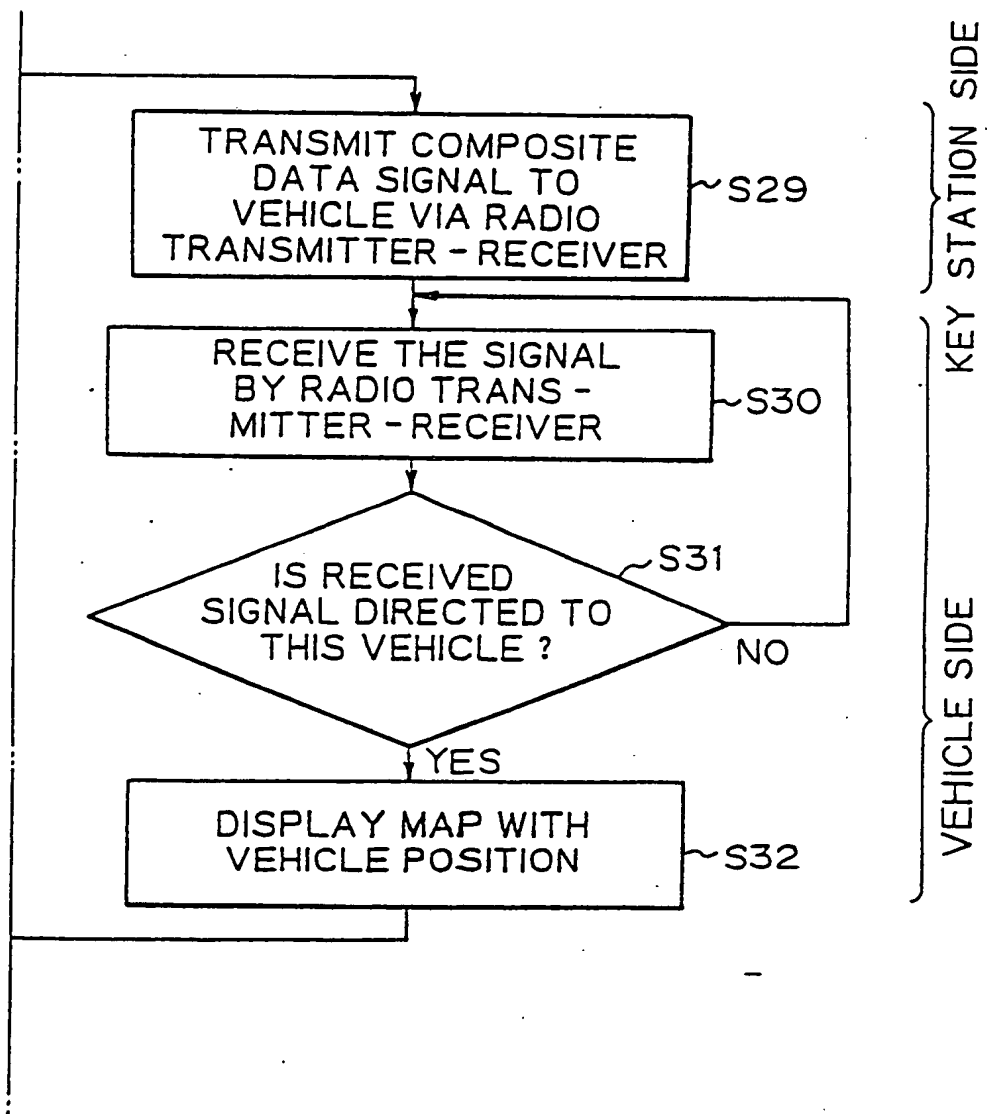 TRANSMIT COMPOSITE
DATA SIGNAL TO
VEHICLE VIA RADIO
TRANSMITTER - RECEIVER
S29
KEY STATION SIDE
RECEIVE THE SIGNAL
BY RADIO TRANS -
MITTER - RECEIVER
S30
IS RECEIVED
SIGNAL DIRECTED TO
THIS VEHICLE ?
S31
NO
YES
DISPLAY MAP WITH
VEHICLE POSITION
S32
VEHICLE SIDE